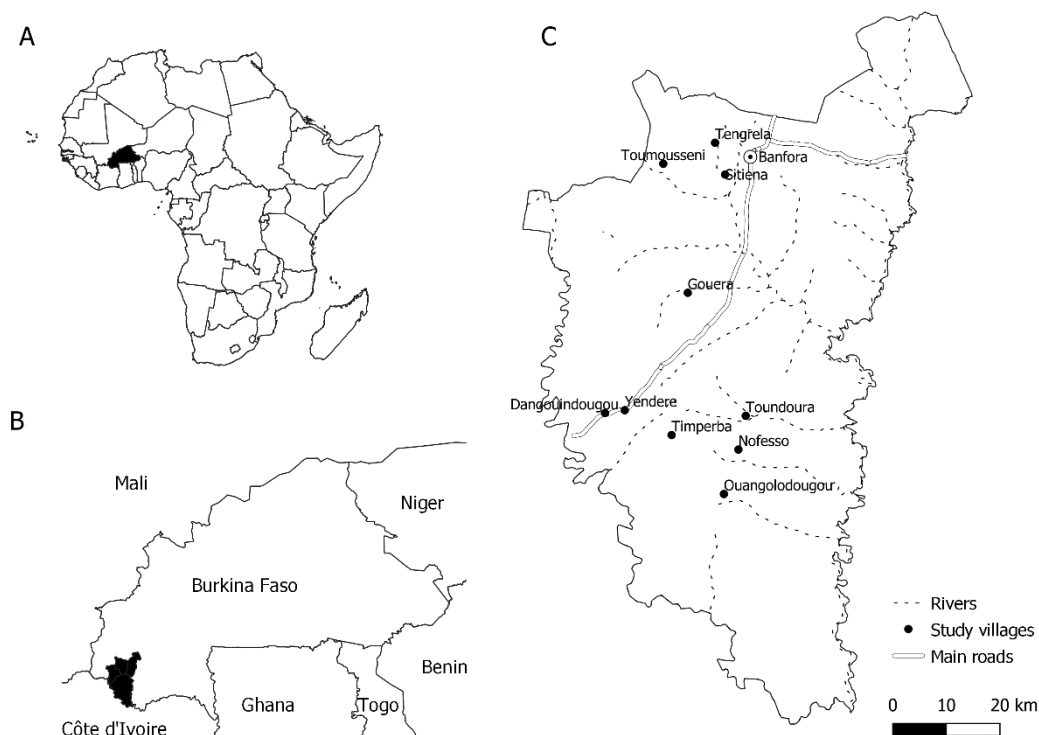 A
B
Mali
Niger
Burkina Faso
Benin
Ghana
Togo
Côte d'Ivoire
C
Tengrela
Toumousseni
Banfora
Sitiena
Gouera
Dangouindougou
Yendere
Toundoura
Timperba
Nofesso
Ouangolodougou
Rivers
Study villages
Main roads
0 10 20 km